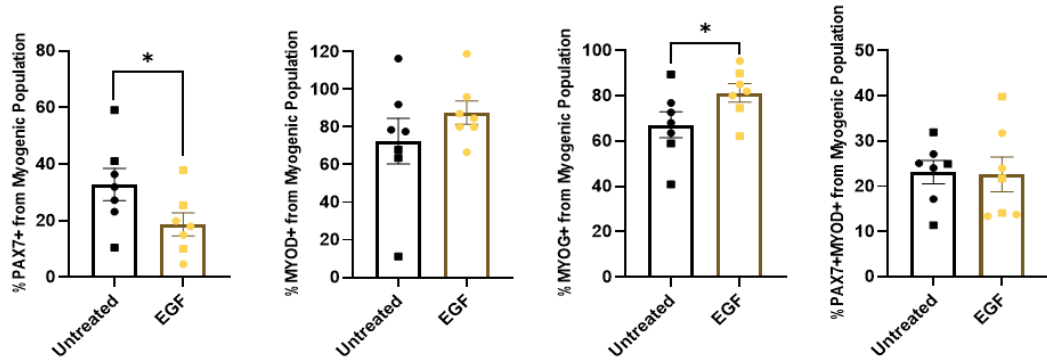 % PAX7+ from Myogenic Population
80
60
40
20
0
*
Untreated
EGF
% MYOD+ from Myogenic Population
120
100
80
60
40
20
0
Untreated
EGF
% MYOG+ from Myogenic Population
100
80
60
40
20
0
*
Untreated
EGF
% PAX7+MYOD+ from Myogenic Population
50
40
30
20
10
0
Untreated
EGF